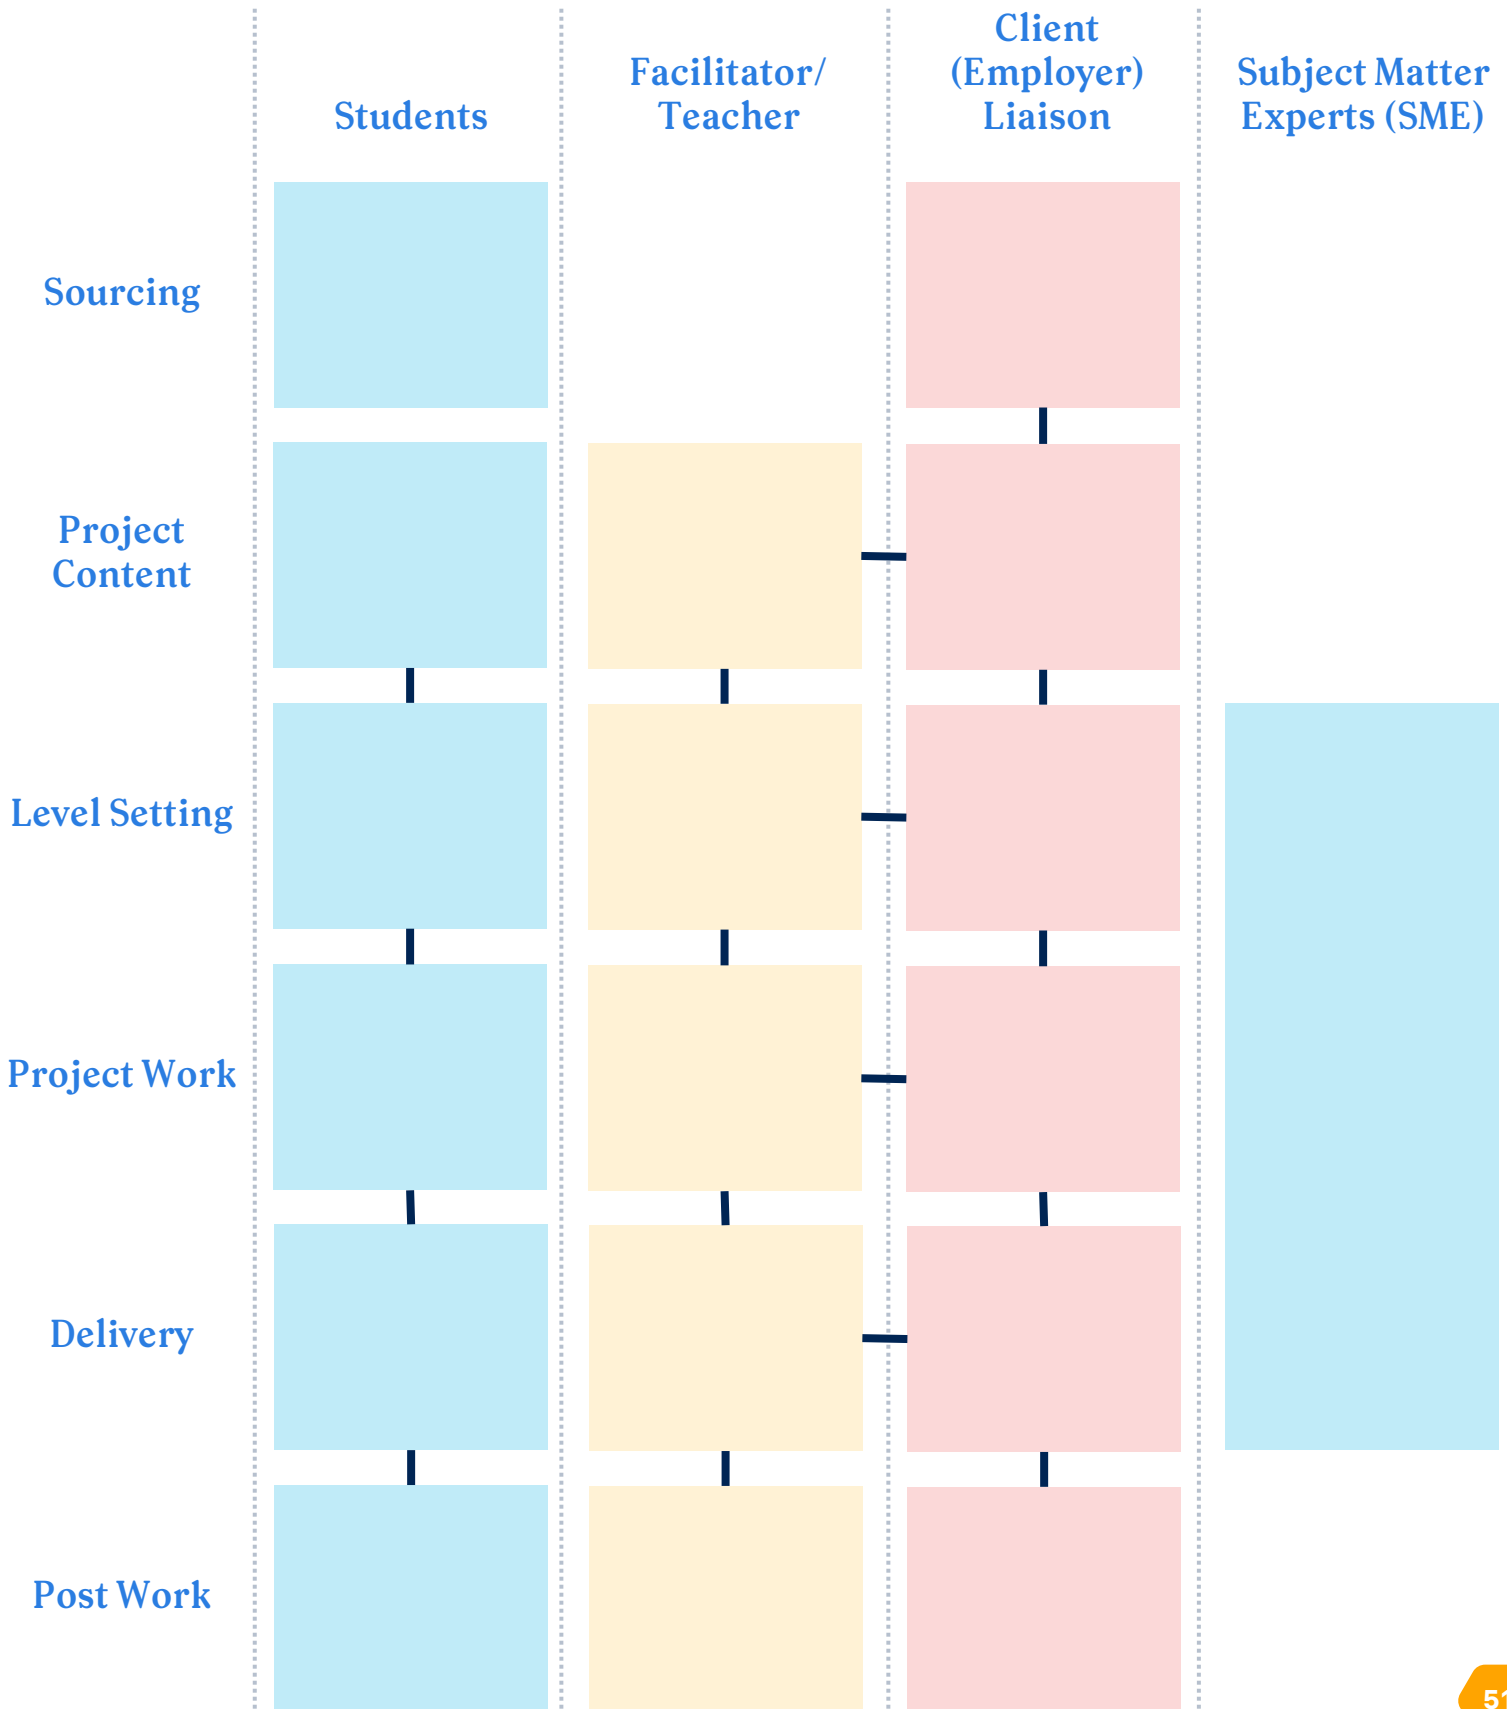 Students
Facilitator/
Teacher
Client
(Employer)
Liaison
Subject Matter
Experts (SME)
Sourcing
Project
Content
Level Setting
Project Work
Delivery
Post Work
51